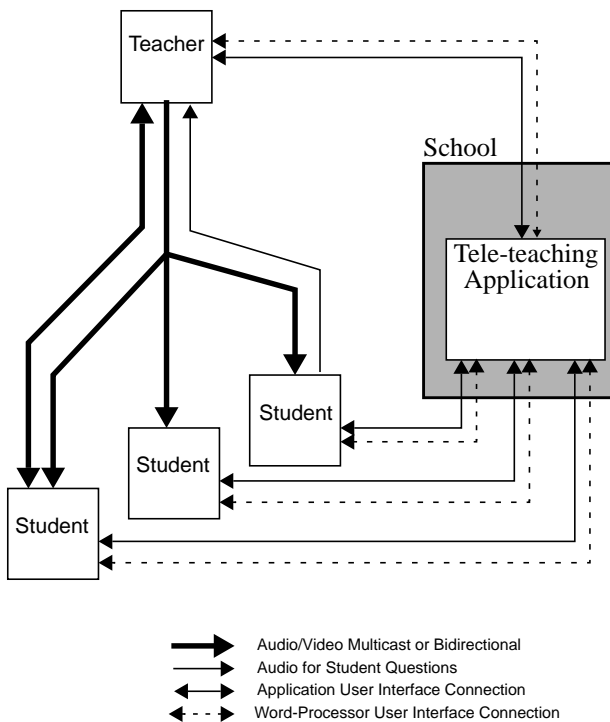 Teacher
School
Tele-teaching
Application
Student
Student
Student
Audio/Video Multicast or Bidirectional
Audio for Student Questions
Application User Interface Connection
Word-Processor User Interface Connection